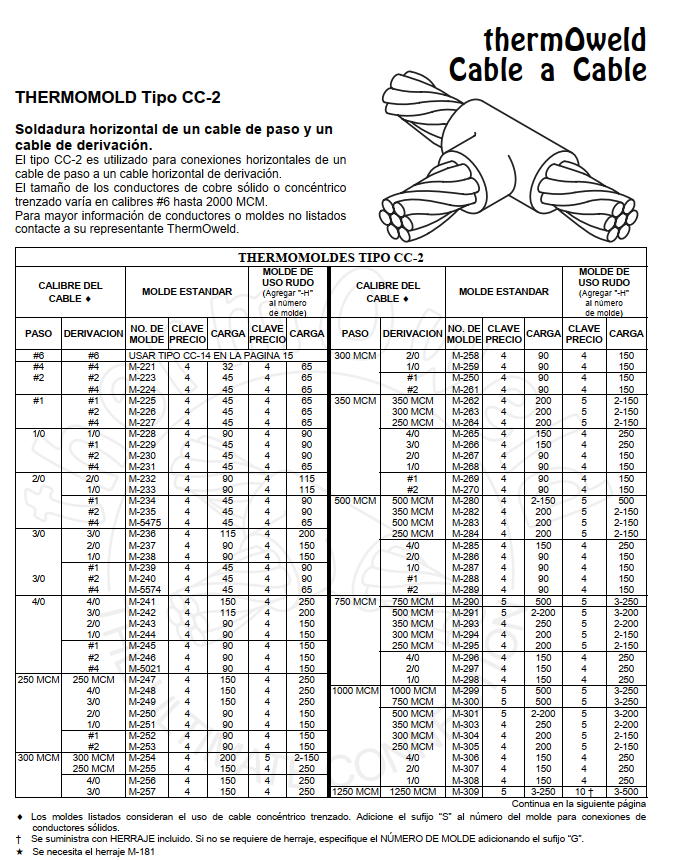 thermOweld
Cable a Cable
THERMOMOLD Tipo CC-2
Soldadura horizontal de un cable de paso y un
cable de derivación.
El tipo CC-2 es utilizado para conexiones horizontales de un
cable de paso a un cable horizontal de derivación.
El tamaño de los conductores de cobre sólido o concéntrico
trenzado varía en calibres #6 hasta 2000 MCM.
Para mayor información de conductores o moldes no listados
contacte a su representante ThermOweld.
THERMOMOLDES TIPO CC-2
CALIBRE DEL CABLE ♦ MOLDE ESTANDAR MOLDE DE USO RUDO (Agregar "-H" al número de molde) CALIBRE DEL CABLE ♦ MOLDE ESTANDAR MOLDE DE USO RUDO (Agregar "-H" al número de molde)
PASO DERIVACION NO. DE MOLDE CLAVE PRECIO CARGA CLAVE PRECIO CARGA PASO DERIVACION NO. DE MOLDE CLAVE PRECIO CARGA CLAVE PRECIO CARGA
#6 #6 USAR TIPO CC-14 EN LA PAGINA 15 300 MCM 2/0 M-258 4 90 4 150
#4 #4 M-221 4 32 4 65 1/0 M-259 4 90 4 150
#2 #2 M-223 4 45 4 65 #1 M-250 4 90 4 150
#4 M-224 4 45 4 65 #2 M-261 4 90 4 150
#1 #1 M-225 4 45 4 65 350 MCM 350 MCM M-262 4 200 5 2-150
#2 M-226 4 45 4 65 300 MCM M-263 4 200 5 2-150
#4 M-227 4 45 4 65 250 MCM M-264 4 200 5 2-150
1/0 1/0 M-228 4 90 4 90 4/0 M-265 4 150 4 250
#1 M-229 4 45 4 90 3/0 M-266 4 150 4 250
#2 M-230 4 45 4 90 2/0 M-267 4 90 4 150
#4 M-231 4 45 4 65 1/0 M-268 4 90 4 150
2/0 2/0 M-232 4 90 4 115 #1 M-269 4 90 4 150
1/0 M-233 4 90 4 115 #2 M-270 4 90 4 150
#1 M-234 4 45 4 90 500 MCM 500 MCM M-280 4 2-150 5 500
#2 M-235 4 45 4 90 350 MCM M-282 4 200 5 2-150
#4 M-5475 4 45 4 65 500 MCM M-283 4 200 5 2-150
3/0 3/0 M-236 4 115 4 200 250 MCM M-284 4 200 5 2-150
2/0 M-237 4 90 4 150 4/0 M-285 4 150 4 250
1/0 M-238 4 90 4 150 2/0 M-286 4 90 4 150
#1 M-239 4 45 4 90 1/0 M-287 4 90 4 150
3/0 #2 M-240 4 45 4 90 #1 M-288 4 90 4 150
#4 M-5574 4 45 4 65 #2 M-289 4 90 4 150
4/0 4/0 M-241 4 150 4 250 750 MCM 750 MCM M-290 5 500 5 3-250
3/0 M-242 4 115 4 200 500 MCM M-291 5 2-200 5 3-200
2/0 M-243 4 90 4 150 350 MCM M-293 4 250 5 2-200
1/0 M-244 4 90 4 150 300 MCM M-294 4 200 5 2-150
#1 M-245 4 90 4 150 250 MCM M-295 4 200 5 2-150
#2 M-246 4 90 4 150 4/0 M-296 4 150 4 250
#4 M-5021 4 90 4 150 2/0 M-297 4 150 4 250
250 MCM 250 MCM M-247 4 150 4 250 1/0 M-298 4 150 4 250
4/0 M-248 4 150 4 250 1000 MCM 1000 MCM M-299 5 500 5 3-250
3/0 M-249 4 150 4 250 750 MCM M-300 5 500 5 3-250
2/0 M-250 4 90 4 150 500 MCM M-301 5 2-200 5 3-200
1/0 M-251 4 90 4 150 350 MCM M-303 4 250 5 2-200
#1 M-252 4 90 4 150 300 MCM M-304 4 200 5 2-150
#2 M-253 4 90 4 150 250 MCM M-305 4 200 5 2-150
300 MCM 300 MCM M-254 4 200 5 2-150 4/0 M-306 4 150 4 250
250 MCM M-255 4 150 4 250 2/0 M-307 4 150 4 250
4/0 M-256 4 150 4 250 1/0 M-308 4 150 4 250
3/0 M-257 4 150 4 250 1250 MCM 1250 MCM M-309 5 3-250 10 † 3-500
Continua en la siguiente página
♦ Los moldes listados consideran el uso de cable concéntrico trenzado. Adicione el sufijo "S" al número del molde para conexiones de
conductores sólidos.
† Se suministra con HERRAJE incluido. Si no se requiere de herraje, especifique el NÚMERO DE MOLDE adicionando el sufijo "G".
★ Se necesita el herraje M-181